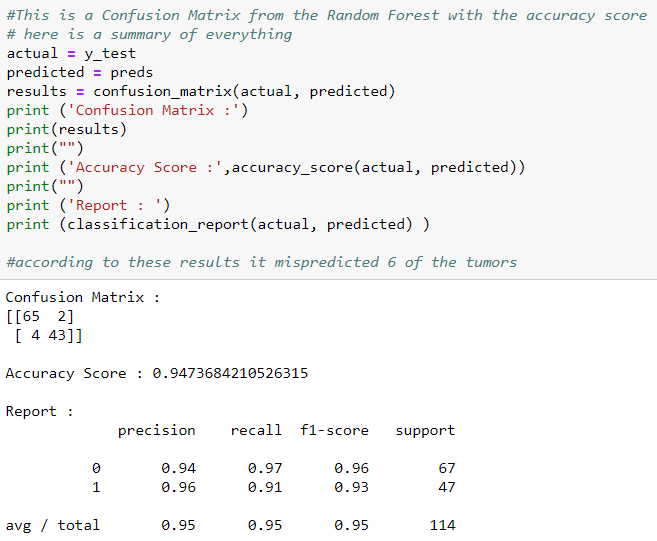 #This is a Confusion Matrix from the Random Forest with the accuracy score
# here is a summary of everything
actual = y_test
predicted = preds
results = confusion_matrix(actual, predicted)
print ('Confusion Matrix :')
print(results)
print("")
print ('Accuracy Score :',accuracy_score(actual, predicted))
print("")
print ('Report : ')
print (classification_report(actual, predicted) )
#according to these results it mispredicted 6 of the tumors
Confusion Matrix :
[[65  2]
 [ 4 43]]
Accuracy Score : 0.9473684210526315
Report :
             precision    recall  f1-score   support
          0       0.94      0.97      0.96        67
          1       0.96      0.91      0.93        47
avg / total       0.95      0.95      0.95       114